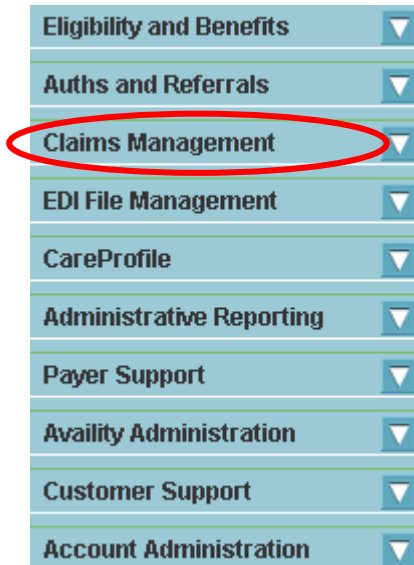 Eligibility and Benefits
Auths and Referrals
Claims Management
EDI File Management
CareProfile
Administrative Reporting
Payer Support
Availity Administration
Customer Support
Account Administration